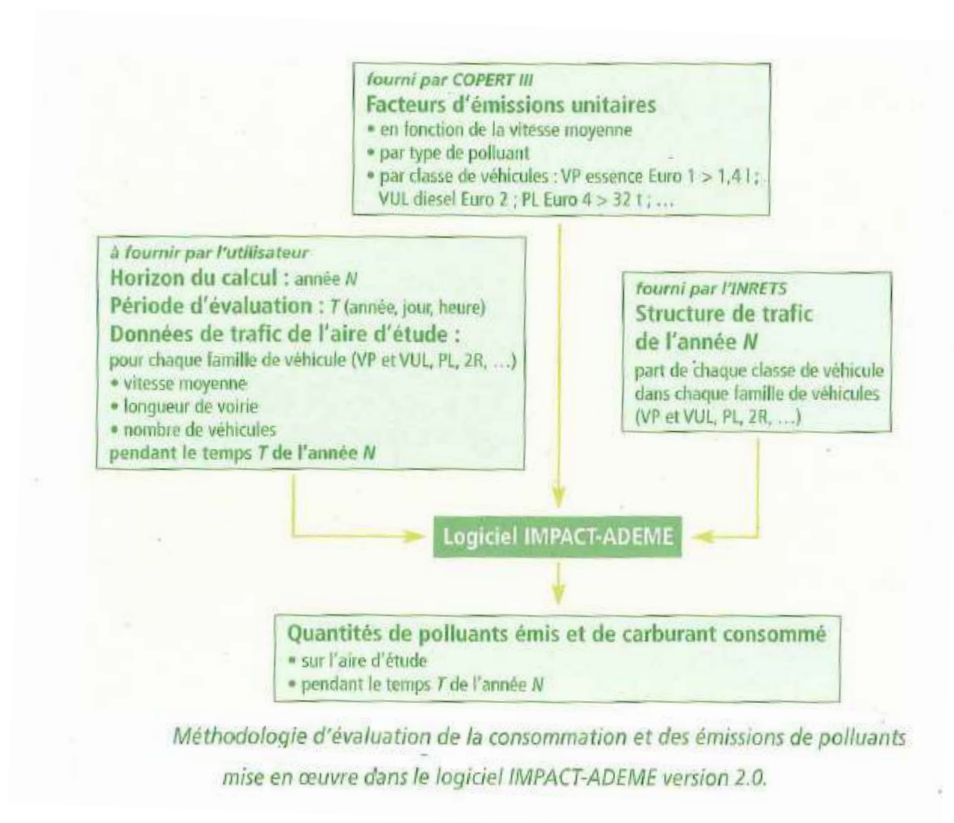 fourni par COPERT III
Facteurs d'émissions unitaires
• en fonction de la vitesse moyenne
• par type de polluant
• par classe de véhicules : VP essence Euro 1 > 1,4 l ;
VUL diesel Euro 2 ; PL Euro 4 > 32 t ; ...
à fournir par l'utilisateur
Horizon du calcul : année N
Période d'évaluation : T (année, jour, heure)
Données de trafic de l'aire d'étude :
pour chaque famille de véhicule (VP et VUL, PL, 2R, ...)
• vitesse moyenne
• longueur de voirie
• nombre de véhicules
pendant le temps T de l'année N
fourni par l'INRETS
Structure de trafic
de l'année N
part de chaque classe de véhicule
dans chaque famille de véhicules
(VP et VUL, PL, 2R, ...)
Logiciel IMPACT-ADEME
Quantités de polluants émis et de carburant consommé
• sur l'aire d'étude
• pendant le temps T de l'année N
Méthodologie d'évaluation de la consommation et des émissions de polluants
mise en œuvre dans le logiciel IMPACT-ADEME version 2.0.